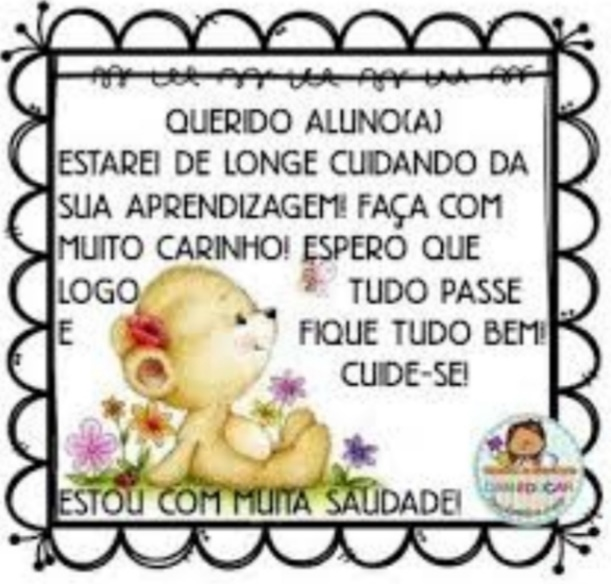 QUERIDO ALUNO(A)
ESTAREI DE LONGE CUIDANDO DA
SUA APRENDIZAGEM! FAÇA COM
MUITO CARINHO! ESPERO QUE
LOGO TUDO PASSE
E FIQUE TUDO BEM!
CUIDE-SE!
ESTOU COM MUITA SAUDADE!